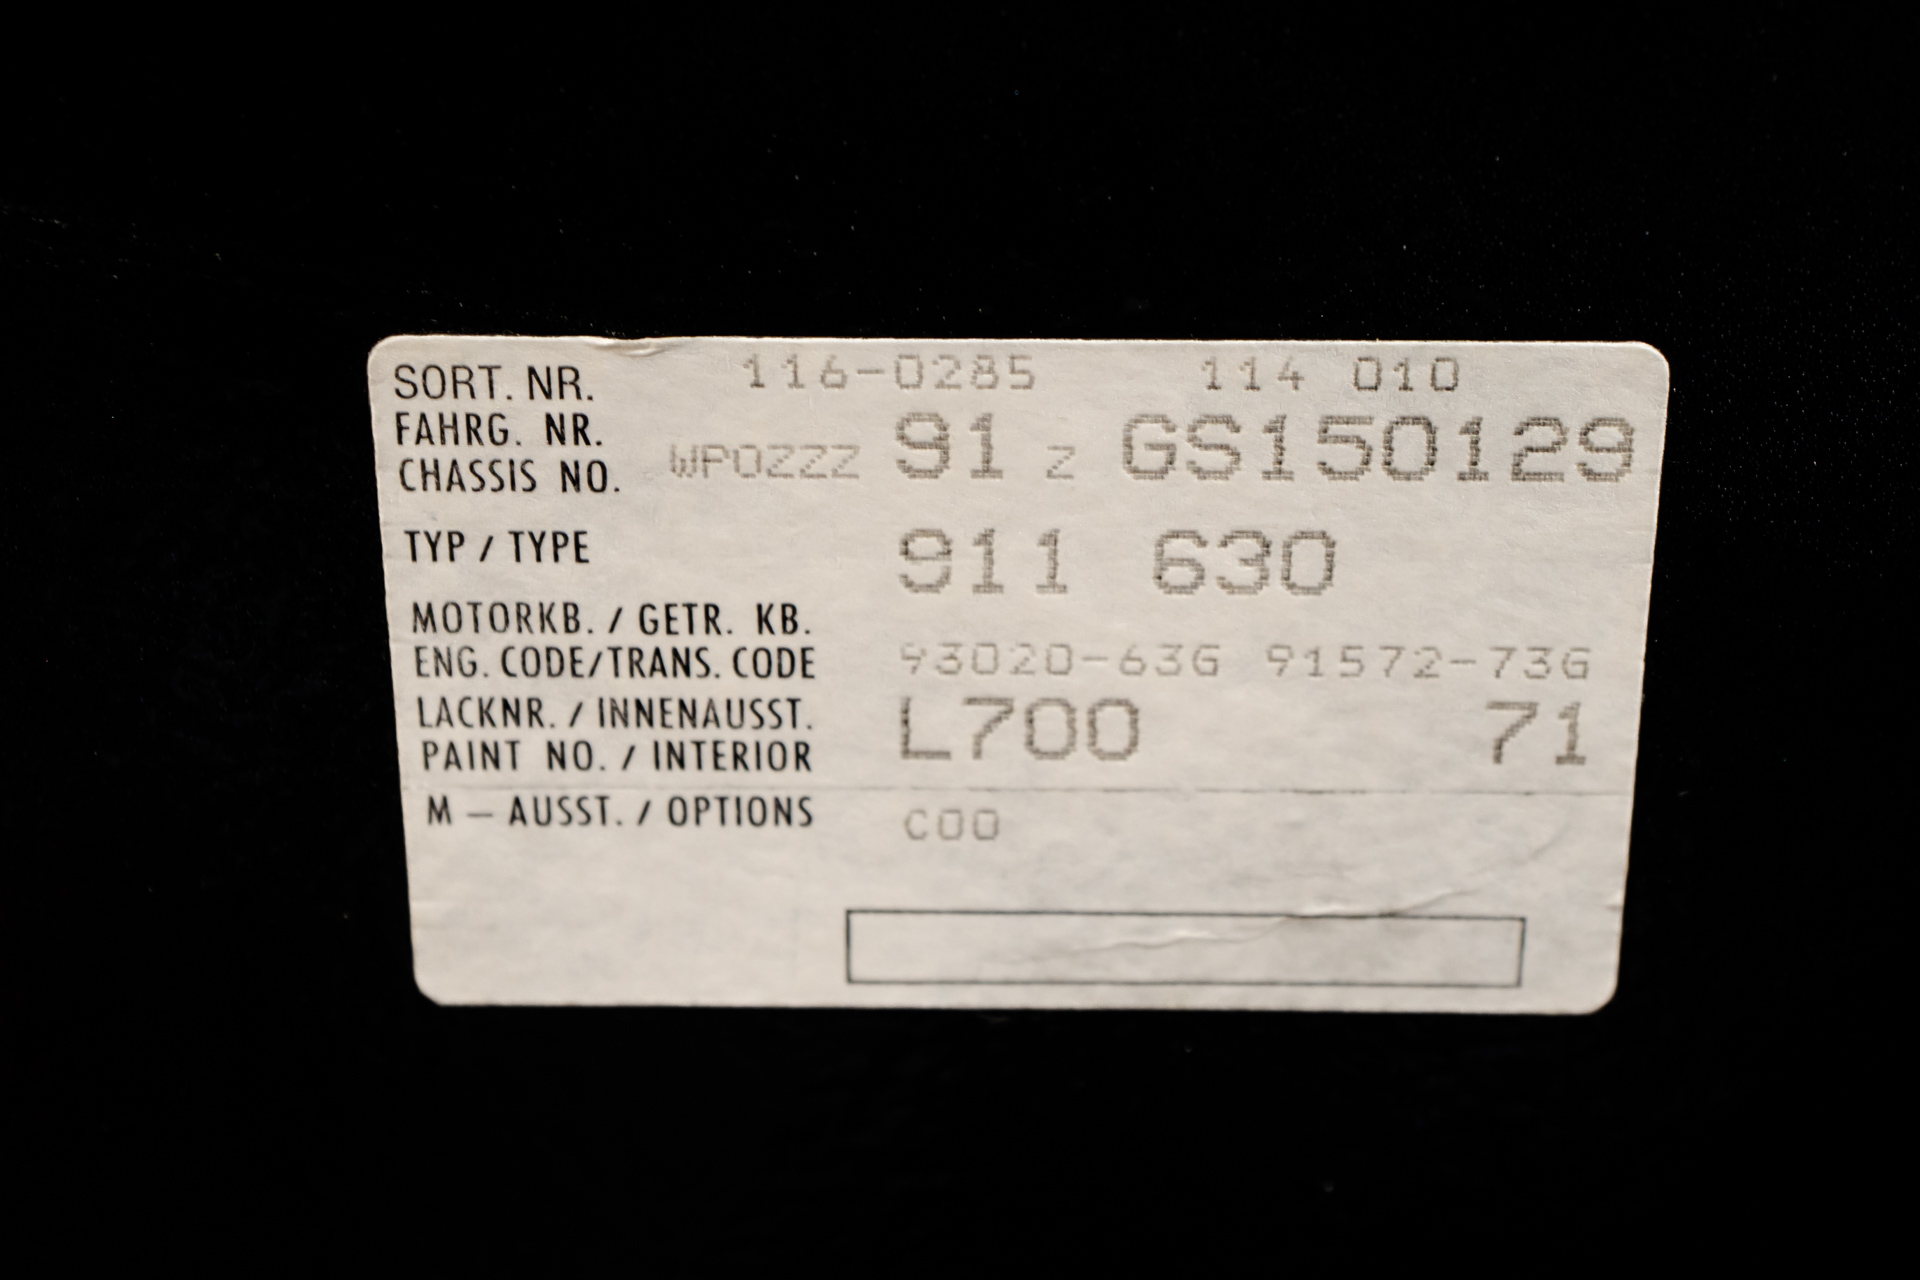 SORT. NR. 116-0285 114 010
FAHRG. NR.
CHASSIS NO. WP0ZZZ 91 Z GS150129
TYP / TYPE 911 630
MOTORKB. / GETR. KB.
ENG. CODE/TRANS. CODE 93020-63G 91572-73G
LACKNR. / INNENAUSST. L700 71
PAINT NO. / INTERIOR
M – AUSST. / OPTIONS C00